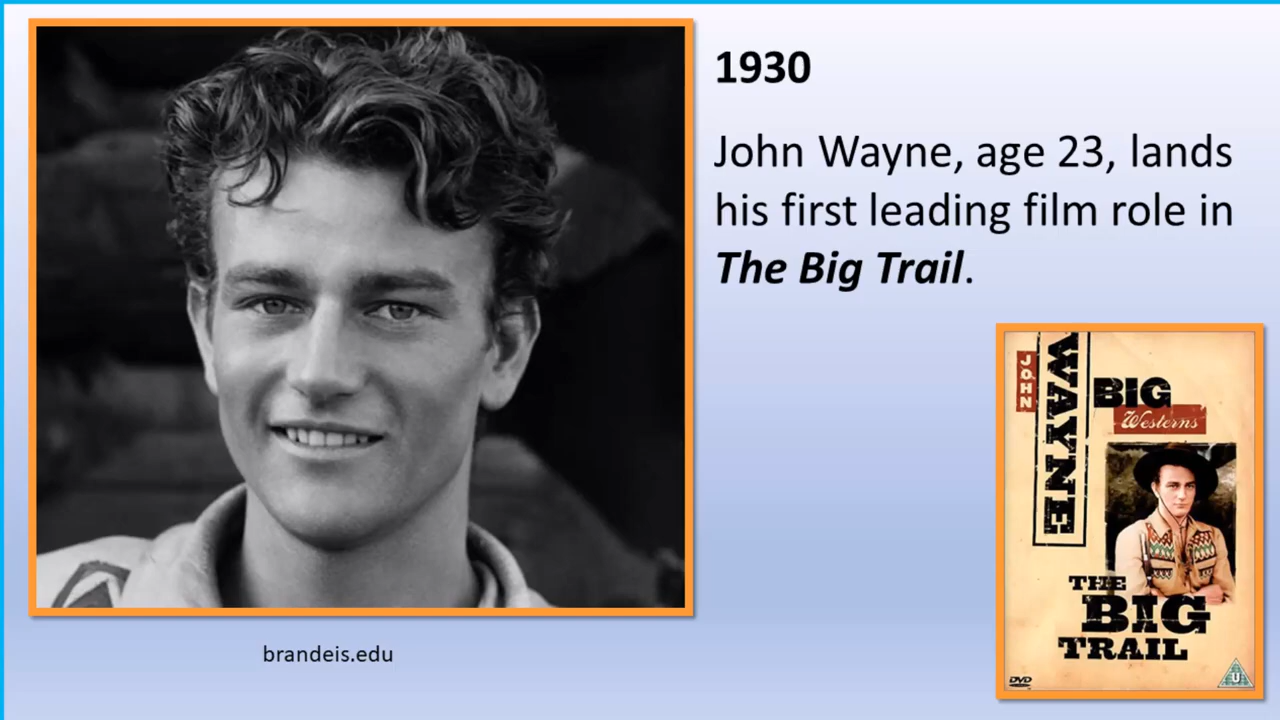 1930
John Wayne, age 23, lands
his first leading film role in
The Big Trail.
JOHN
WAYNE
BIG
Westerns
THE
BIG
TRAIL
DVD
U
brandeis.edu